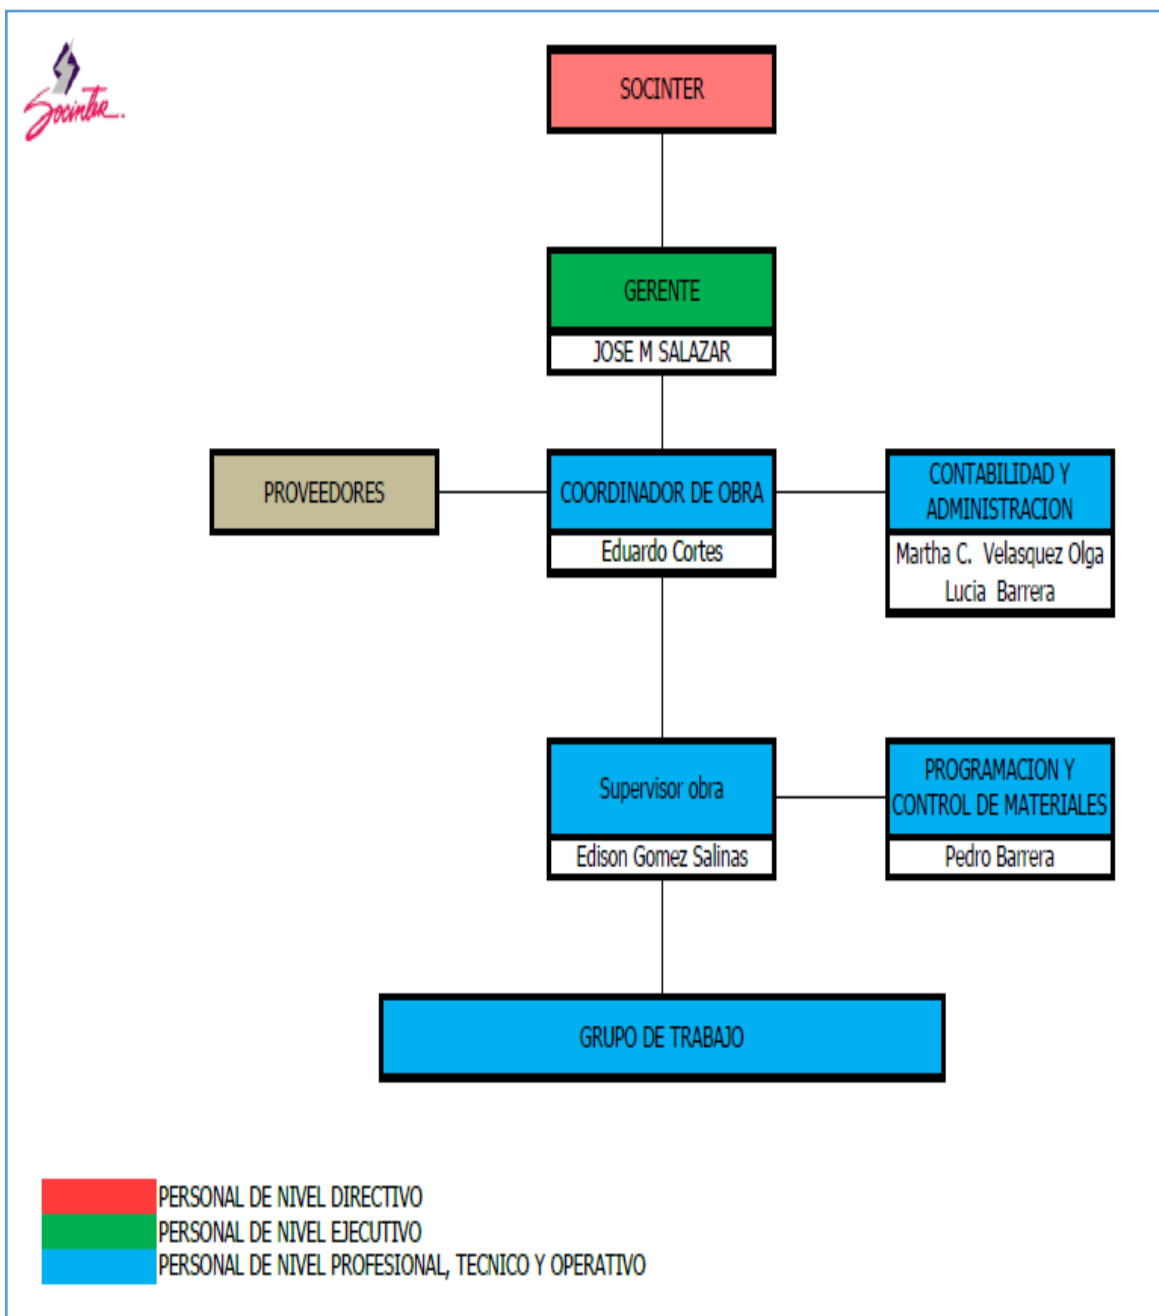 Socinter.
SOCINTER
GERENTE
JOSE M SALAZAR
PROVEEDORES
COORDINADOR DE OBRA
Eduardo Cortes
CONTABILIDAD Y
ADMINISTRACION
Martha C. Velasquez Olga
Lucia Barrera
Supervisor obra
Edison Gomez Salinas
PROGRAMACION Y
CONTROL DE MATERIALES
Pedro Barrera
GRUPO DE TRABAJO
PERSONAL DE NIVEL DIRECTIVO
PERSONAL DE NIVEL EJECUTIVO
PERSONAL DE NIVEL PROFESIONAL, TECNICO Y OPERATIVO